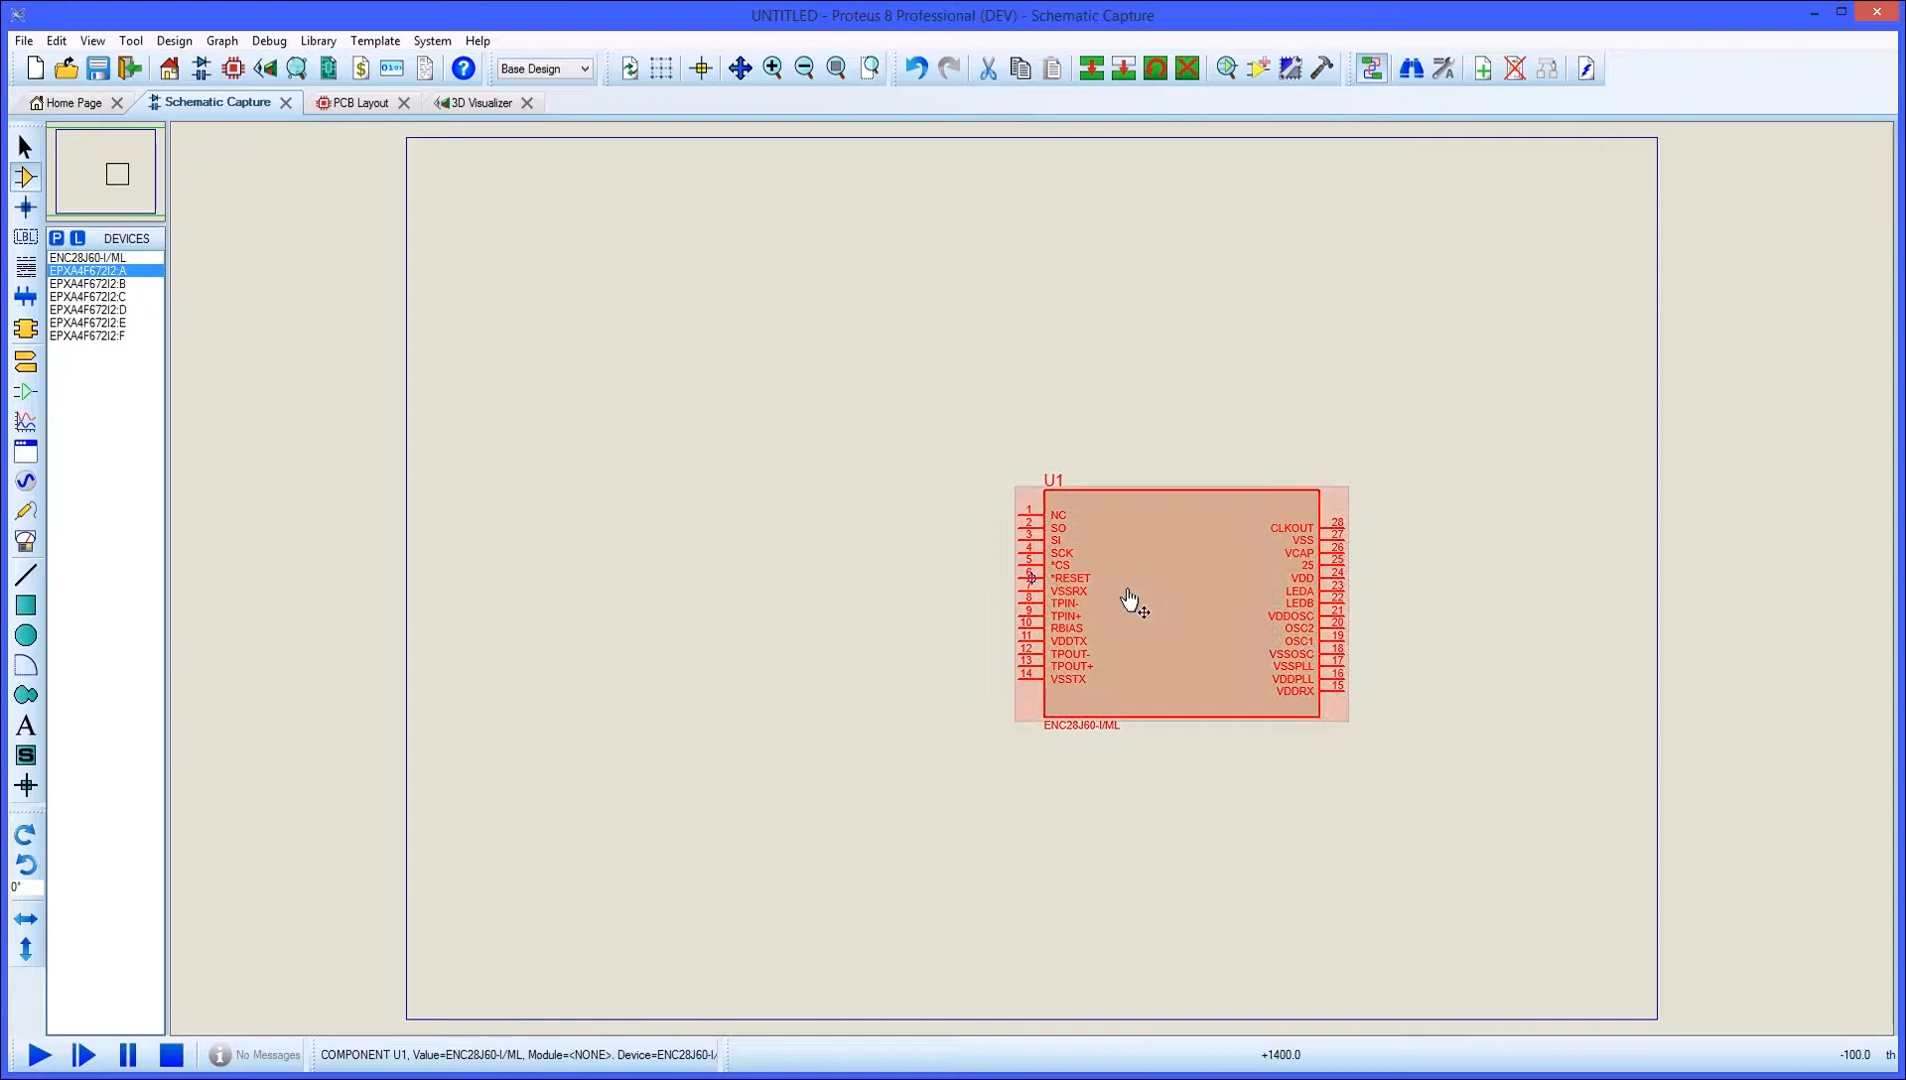 UNTITLED - Proteus 8 Professional (DEV) - Schematic Capture
File Edit View Tool Design Graph Debug Library Template System Help
Base Design
Home Page Schematic Capture PCB Layout 3D Visualizer
P L DEVICES
ENC28J60-I/ML
EPXA4F672I2:A
EPXA4F672I2:B
EPXA4F672I2:C
EPXA4F672I2:D
EPXA4F672I2:E
EPXA4F672I2:F
LBL
A
S
0°
U1
1 NC
2 SO CLKOUT 28
3 SI VSS 27
4 SCK VCAP 26
5 *CS 25 25
6 *RESET VDD 24
7 VSSRX LEDA 23
8 TPIN- LEDB 22
9 TPIN+ VDDOSC 21
10 RBIAS OSC2 20
11 VDDTX OSC1 19
12 TPOUT- VSSOSC 18
13 TPOUT+ VSSPLL 17
14 VSSTX VDDPLL 16
VDDRX 15
ENC28J60-I/ML
No Messages COMPONENT U1, Value=ENC28J60-I/ML, Module=<NONE>. Device=ENC28J60-I/ +1400.0 -100.0 th